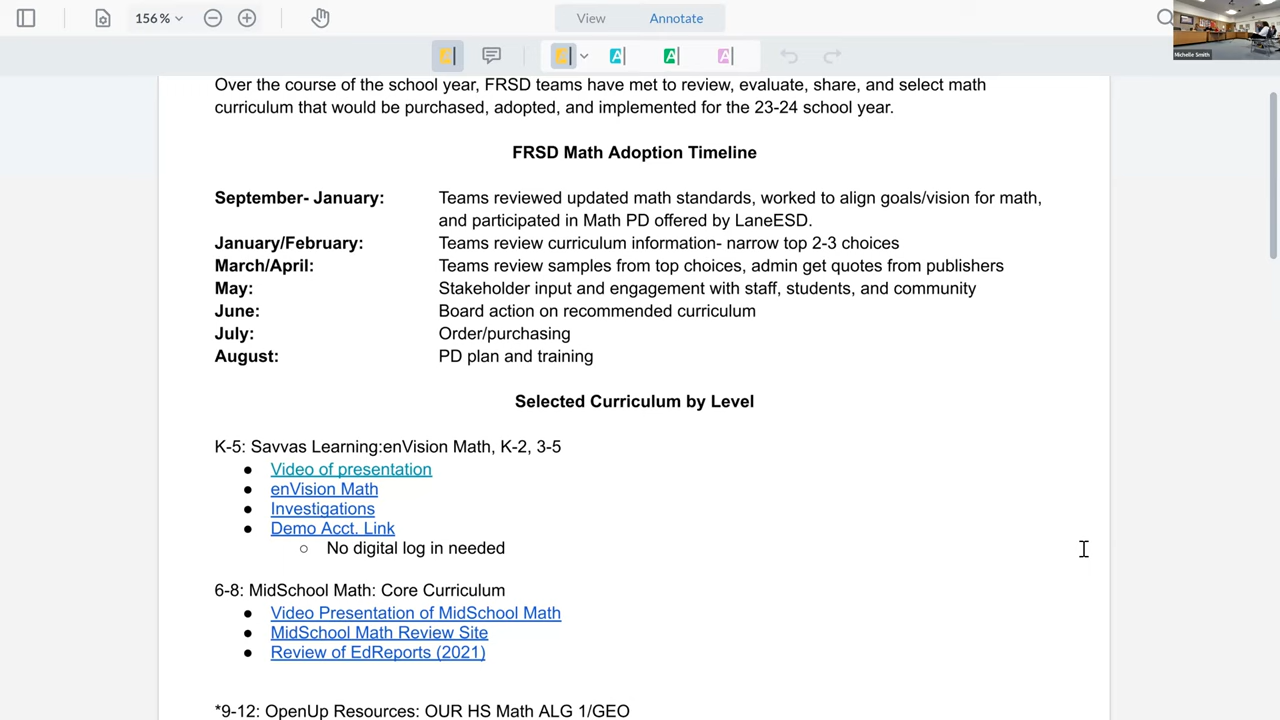 156 %
View
Annotate
Michelle Smith
Over the course of the school year, FRSD teams have met to review, evaluate, share, and select math
curriculum that would be purchased, adopted, and implemented for the 23-24 school year.
FRSD Math Adoption Timeline
September- January: Teams reviewed updated math standards, worked to align goals/vision for math,
and participated in Math PD offered by LaneESD.
January/February: Teams review curriculum information- narrow top 2-3 choices
March/April: Teams review samples from top choices, admin get quotes from publishers
May: Stakeholder input and engagement with staff, students, and community
June: Board action on recommended curriculum
July: Order/purchasing
August: PD plan and training
Selected Curriculum by Level
K-5: Savvas Learning:enVision Math, K-2, 3-5
● Video of presentation
● enVision Math
● Investigations
● Demo Acct. Link
○ No digital log in needed
6-8: MidSchool Math: Core Curriculum
● Video Presentation of MidSchool Math
● MidSchool Math Review Site
● Review of EdReports (2021)
*9-12: OpenUp Resources: OUR HS Math ALG 1/GEO